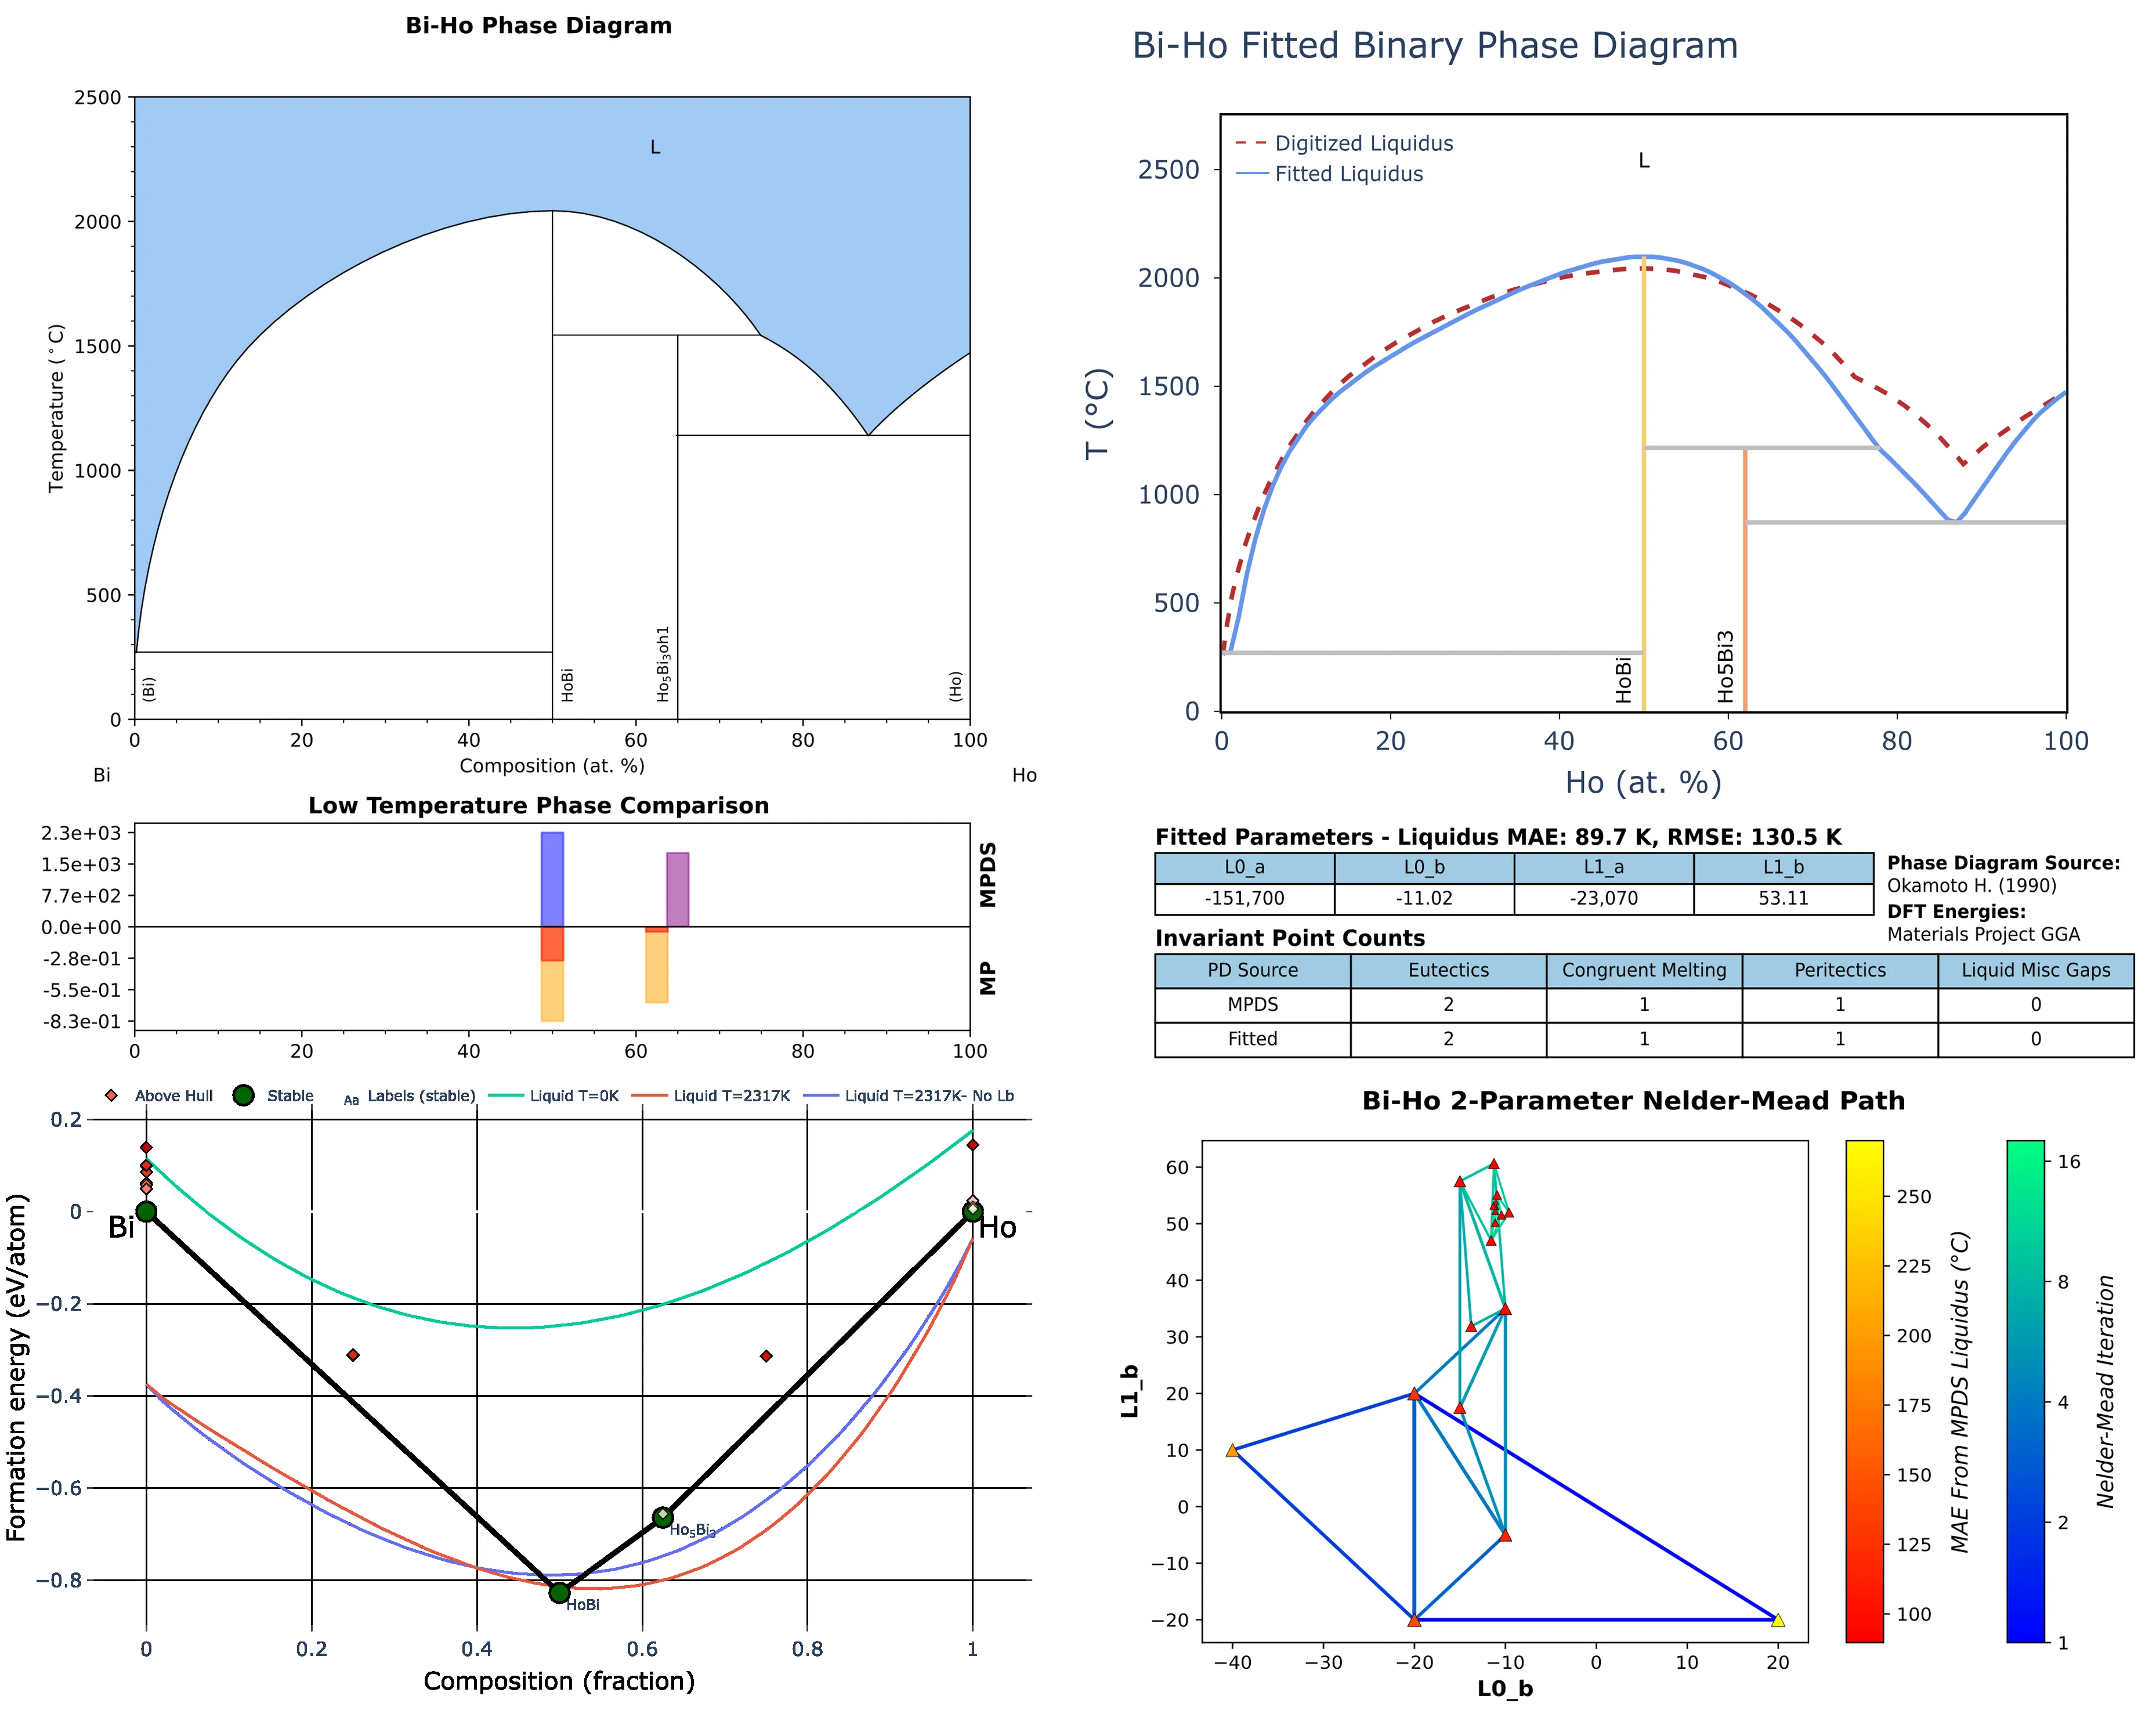 Bi-Ho Phase Diagram
2500
2000
1500
1000
500
0
Temperature (°C)
L
(Bi)
HoBi
Ho5Bi3oh1
(Ho)
0 20 40 60 80 100
Composition (at. %)
Bi Ho
Bi-Ho Fitted Binary Phase Diagram
Digitized Liquidus
Fitted Liquidus
L
2500
2000
1500
1000
500
0
T (°C)
HoBi
Ho5Bi3
0 20 40 60 80 100
Ho (at. %)
Low Temperature Phase Comparison
2.3e+03
1.5e+03
7.7e+02
0.0e+00
-2.8e-01
-5.5e-01
-8.3e-01
MPDS
MP
0 20 40 60 80 100
Fitted Parameters - Liquidus MAE: 89.7 K, RMSE: 130.5 K
L0_a L0_b L1_a L1_b
-151,700 -11.02 -23,070 53.11
Phase Diagram Source:
Okamoto H. (1990)
DFT Energies:
Materials Project GGA
Invariant Point Counts
PD Source Eutectics Congruent Melting Peritectics Liquid Misc Gaps
MPDS 2 1 1 0
Fitted 2 1 1 0
Above Hull Stable Aa Labels (stable) Liquid T=0K Liquid T=2317K Liquid T=2317K- No Lb
0.2
0
−0.2
−0.4
−0.6
−0.8
Formation energy (eV/atom)
Bi
Ho
Ho5Bi3
HoBi
0 0.2 0.4 0.6 0.8 1
Composition (fraction)
Bi-Ho 2-Parameter Nelder-Mead Path
60
50
40
30
20
10
0
−10
−20
L1_b
−40 −30 −20 −10 0 10 20
L0_b
250
225
200
175
150
125
100
MAE From MPDS Liquidus (°C)
16
8
4
2
1
Nelder-Mead Iteration